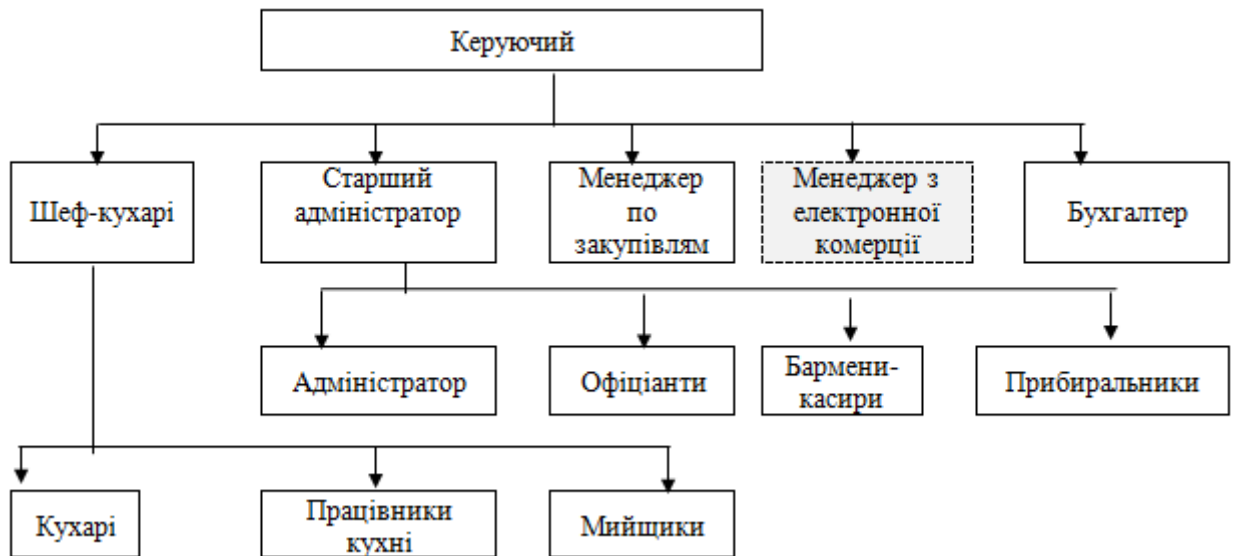 Керуючий
Шеф-кухарі
Старший
адміністратор
Менеджер
по
закупівлям
Менеджер з
електронної
комерції
Бухгалтер
Адміністратор
Офіціанти
Бармени-
касири
Прибиральники
Кухарі
Працівники
кухні
Мийщики